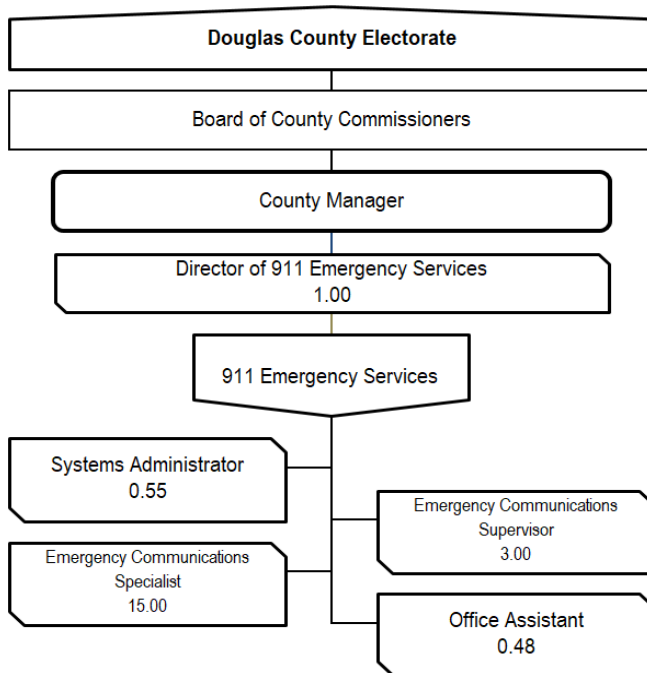 Douglas County Electorate
Board of County Commissioners
County Manager
Director of 911 Emergency Services
1.00
911 Emergency Services
Systems Administrator
0.55
Emergency Communications
Supervisor
3.00
Emergency Communications
Specialist
15.00
Office Assistant
0.48